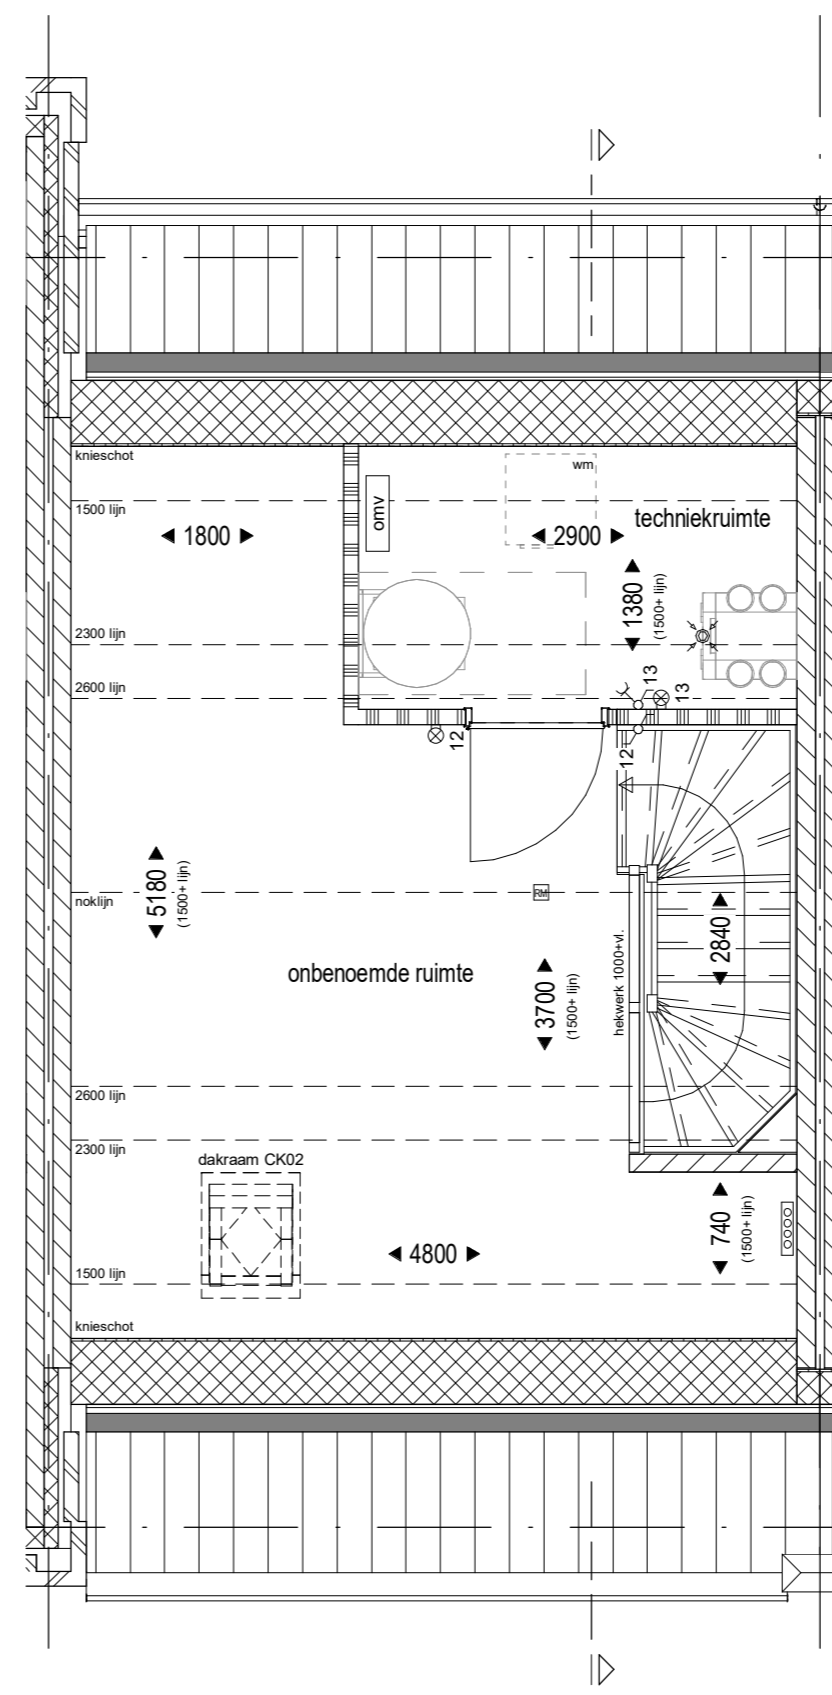 knieschot
wm
omv
1500 lijn
techniekruimte
1800
2900
1380
(1500+ lijn)
2300 lijn
2600 lijn
13
13
12
12
5180
(1500+ lijn)
noklijn
RM
2840
onbenoemde ruimte
3700
(1500+ lijn)
hekwerk 1000+vl.
2600 lijn
2300 lijn
dakraam CK02
740
(1500+ lijn)
4800
1500 lijn
knieschot